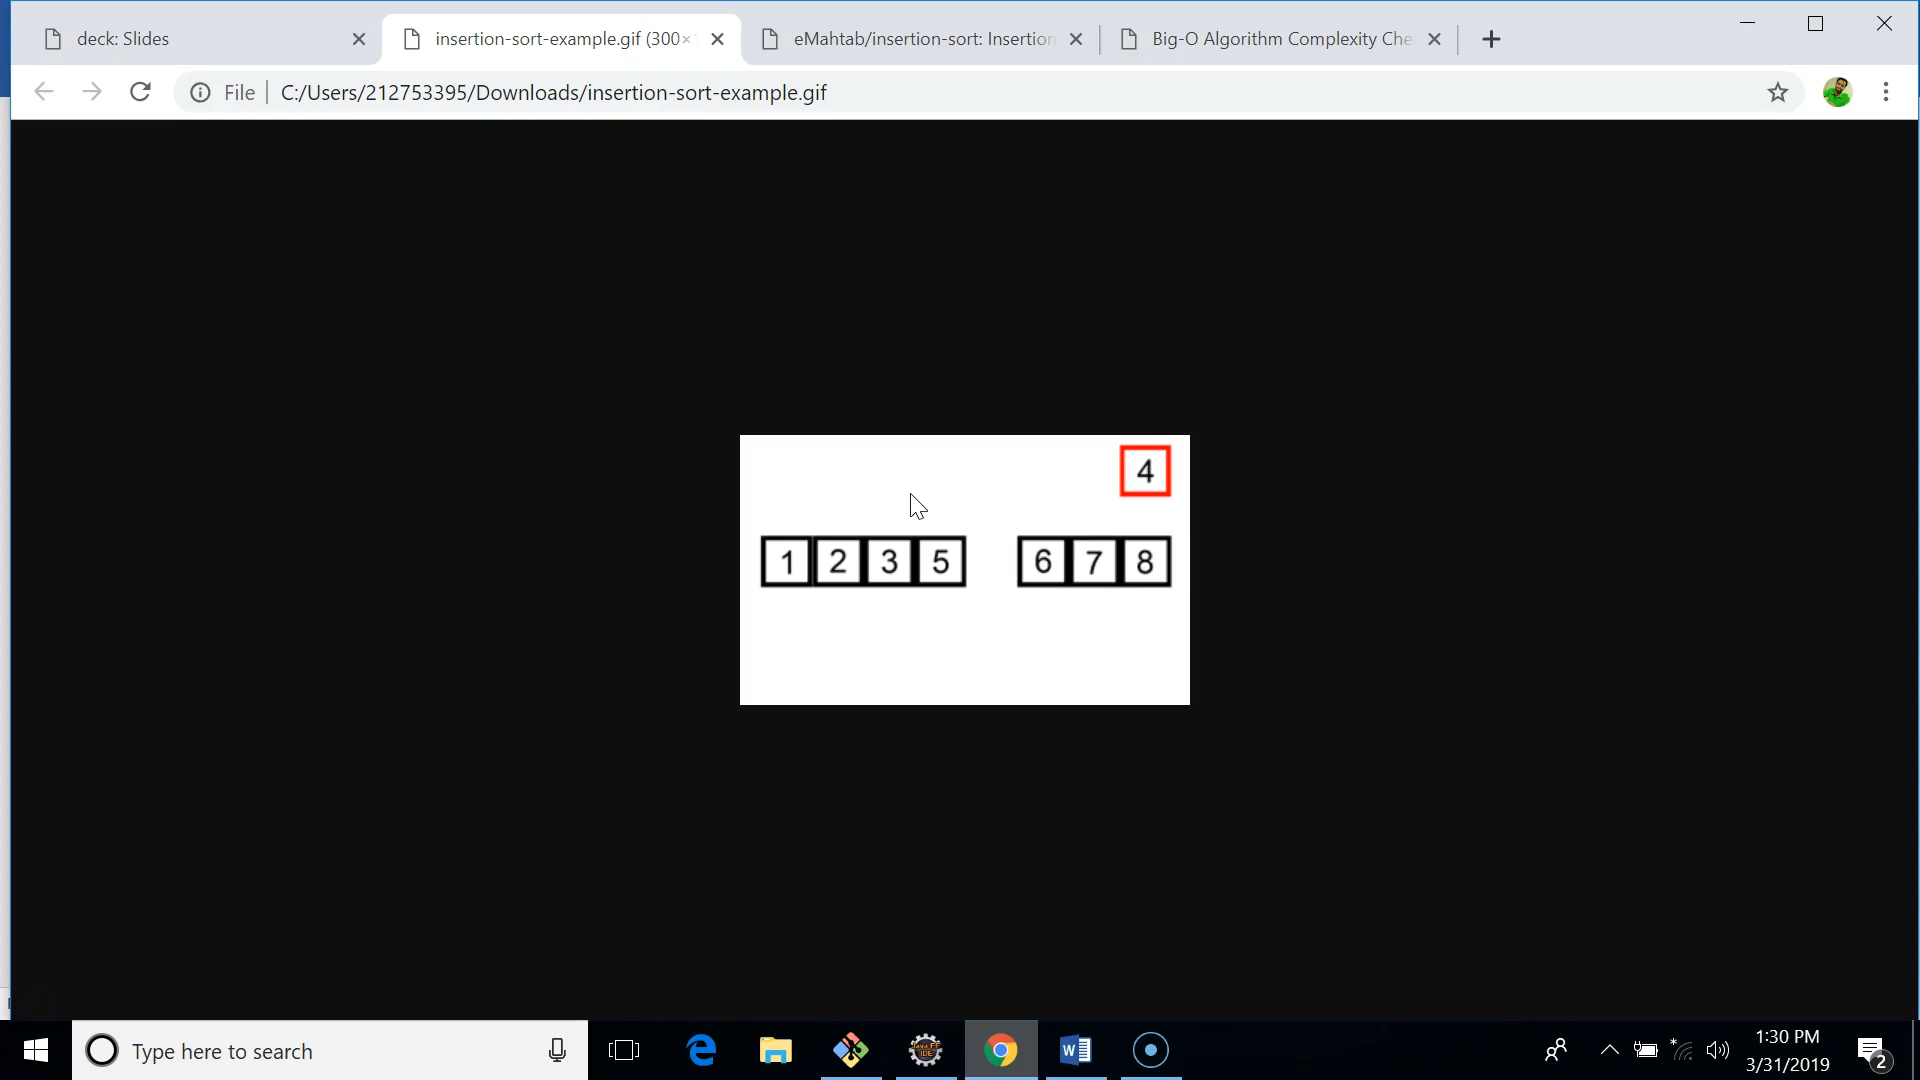 deck: Slides
insertion-sort-example.gif (300×
eMahtab/insertion-sort: Insertion
Big-O Algorithm Complexity Che
File
C:/Users/212753395/Downloads/insertion-sort-example.gif
4
1 2 3 5 6 7 8
Type here to search
1:30 PM
3/31/2019
2